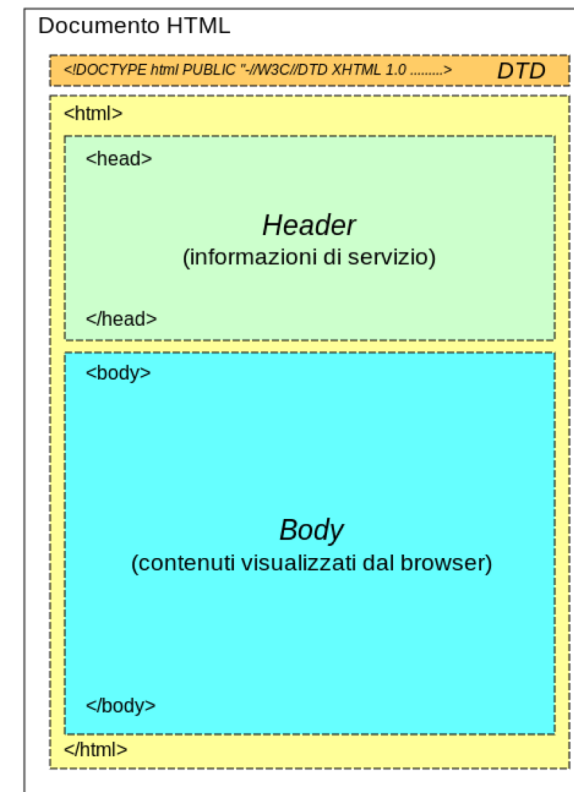 Documento HTML
<!DOCTYPE html PUBLIC "-//W3C//DTD XHTML 1.0 .........> DTD
<html>
<head>
Header
(informazioni di servizio)
</head>
<body>
Body
(contenuti visualizzati dal browser)
</body>
</html>